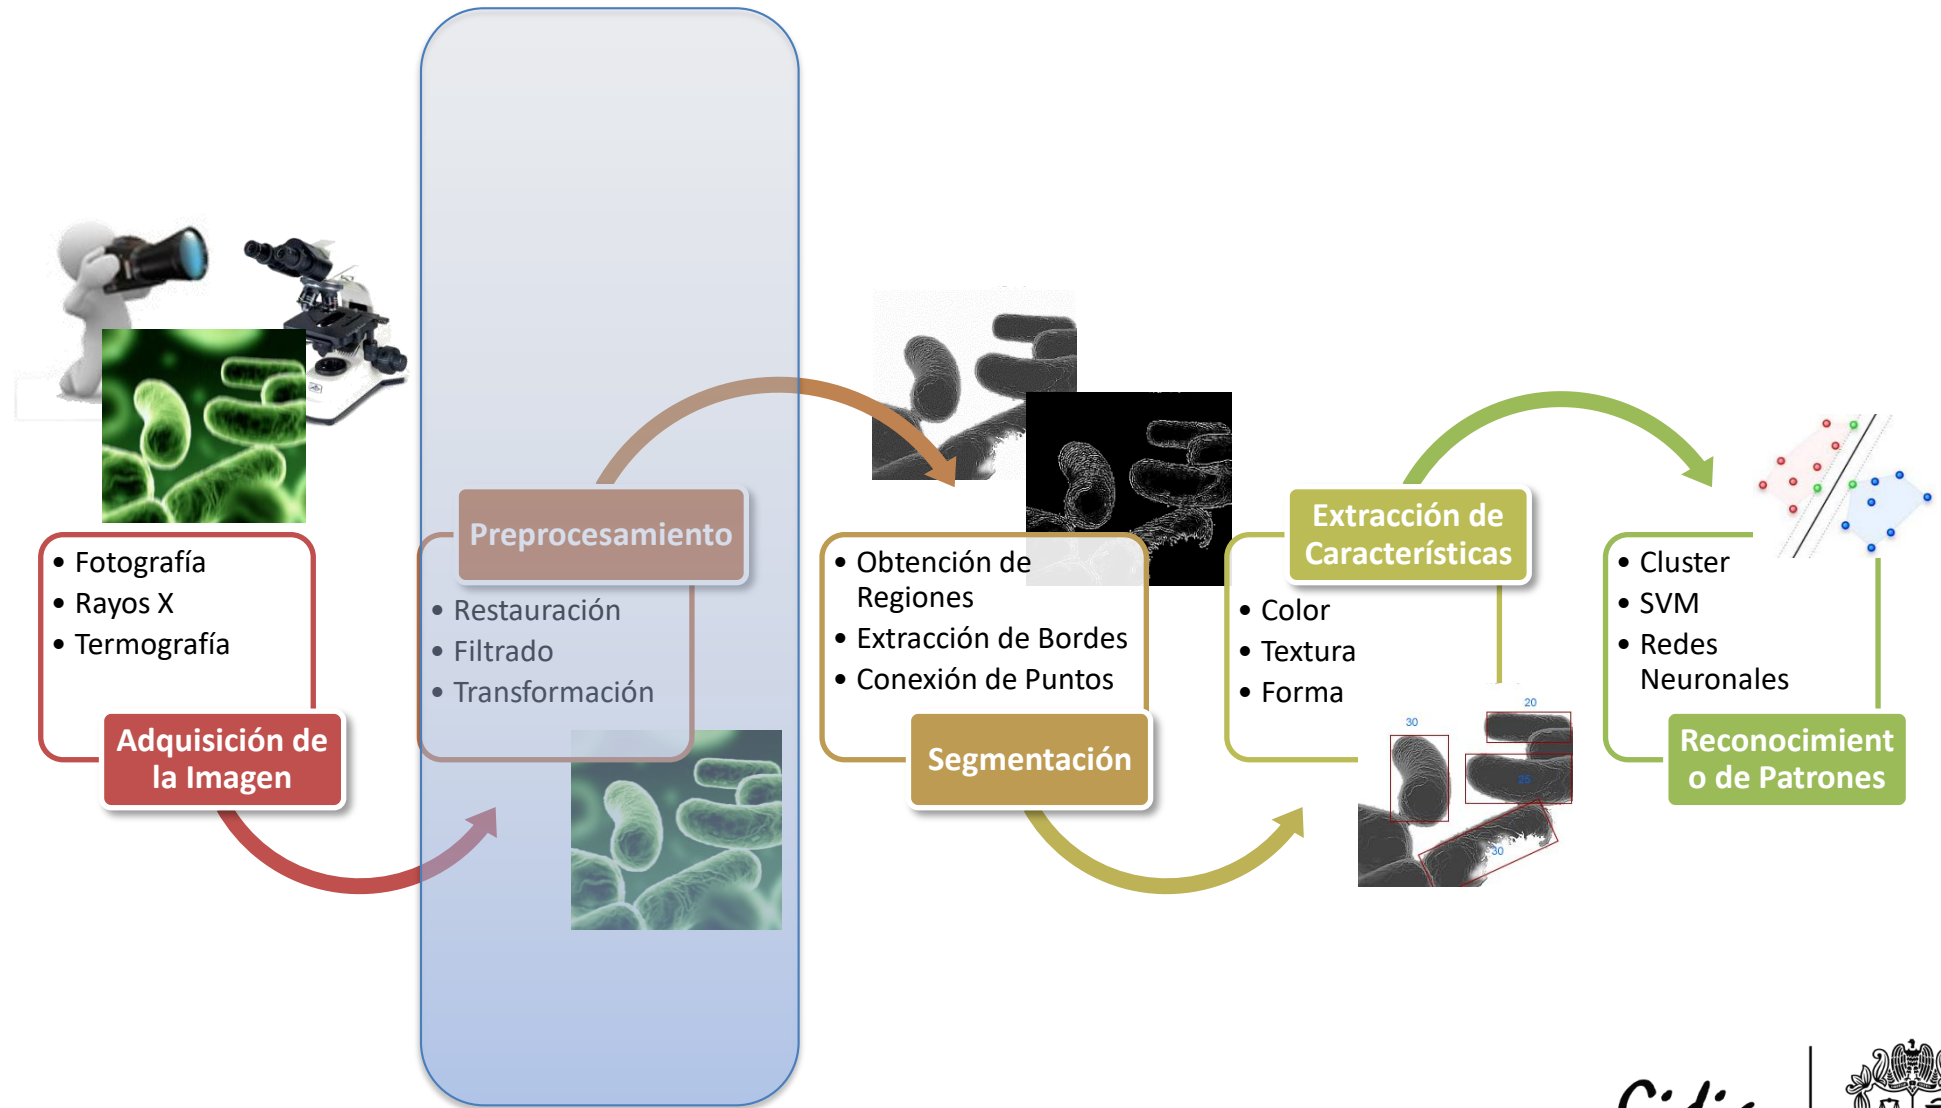 • Fotografía
• Rayos X
• Termografía
Adquisición de
la Imagen
Preprocesamiento
• Restauración
• Filtrado
• Transformación
• Obtención de
Regiones
• Extracción de Bordes
• Conexión de Puntos
Segmentación
Extracción de
Características
• Color
• Textura
• Forma
20
30
25
30
• Cluster
• SVM
• Redes
Neuronales
Reconocimient
o de Patrones